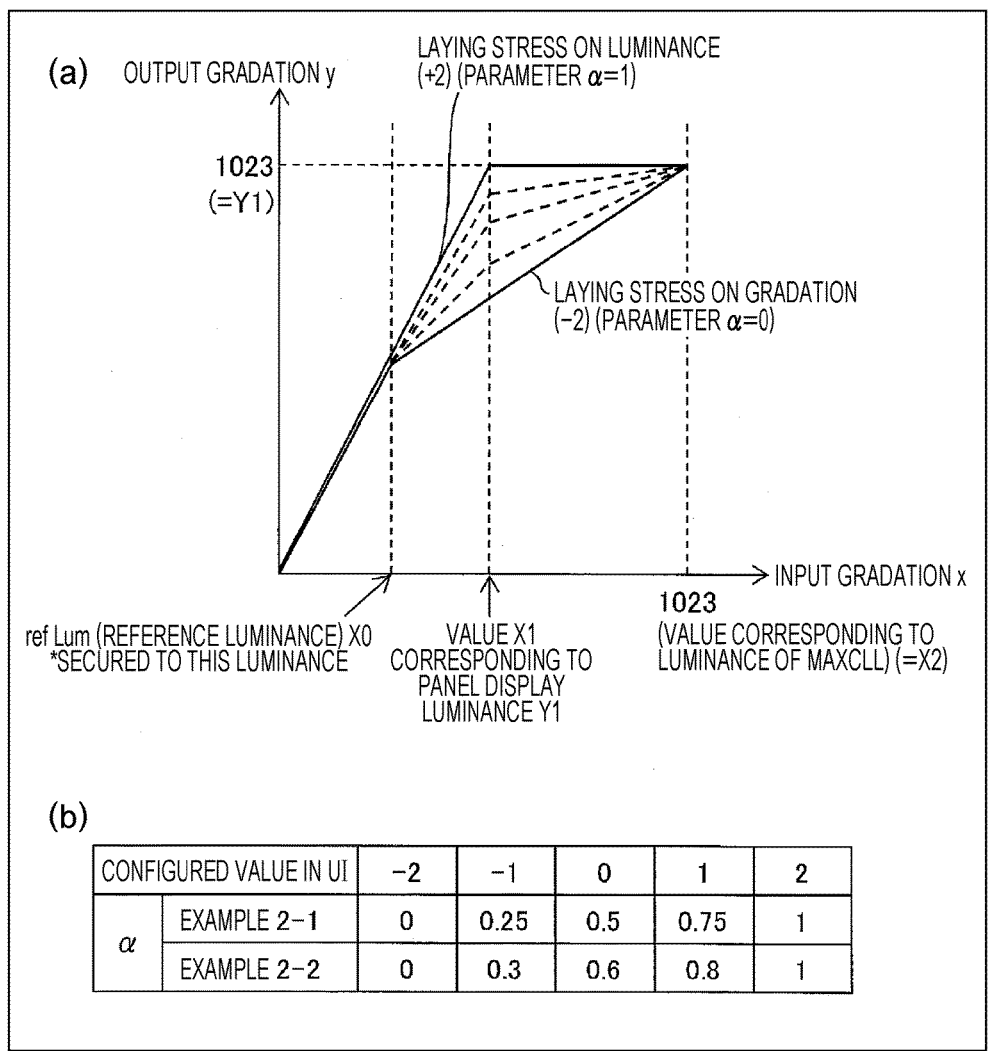 (a)
OUTPUT GRADATION y
LAYING STRESS ON LUMINANCE
(+2) (PARAMETER α=1)
1023
(=Y1)
LAYING STRESS ON GRADATION
(-2) (PARAMETER α=0)
INPUT GRADATION x
ref Lum (REFERENCE LUMINANCE) X0
*SECURED TO THIS LUMINANCE
VALUE X1
CORRESPONDING TO
PANEL DISPLAY
LUMINANCE Y1
1023
(VALUE CORRESPONDING TO
LUMINANCE OF MAXCLL) (=X2)
(b)
CONFIGURED VALUE IN UI -2 -1 0 1 2
α
EXAMPLE 2-1 0 0.25 0.5 0.75 1
EXAMPLE 2-2 0 0.3 0.6 0.8 1